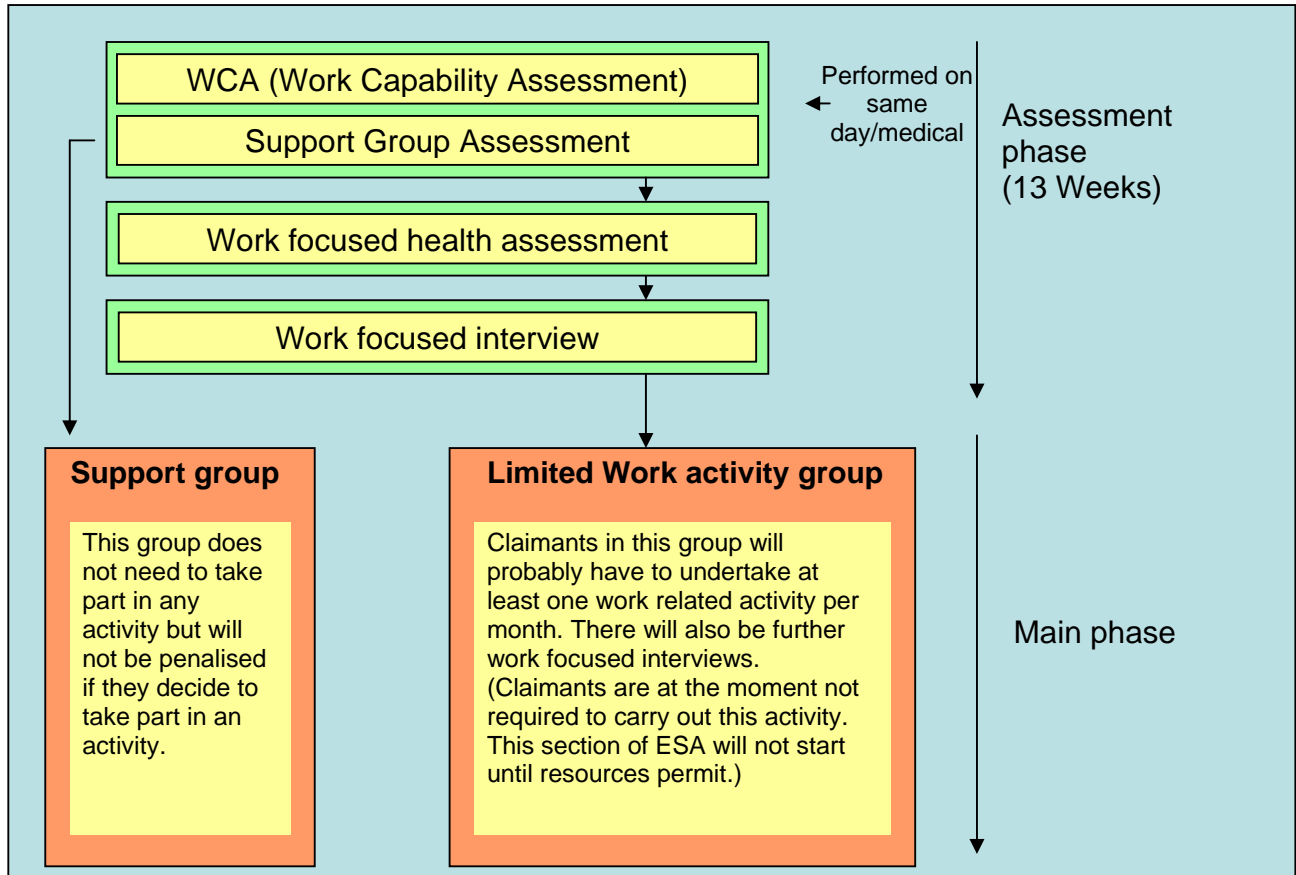 WCA (Work Capability Assessment)
Support Group Assessment
Performed on
same
day/medical
Assessment
phase
(13 Weeks)
Work focused health assessment
Work focused interview
Support group
This group does
not need to take
part in any
activity but will
not be penalised
if they decide to
take part in an
activity.
Limited Work activity group
Claimants in this group will
probably have to undertake at
least one work related activity per
month. There will also be further
work focused interviews.
(Claimants are at the moment not
required to carry out this activity.
This section of ESA will not start
until resources permit.)
Main phase